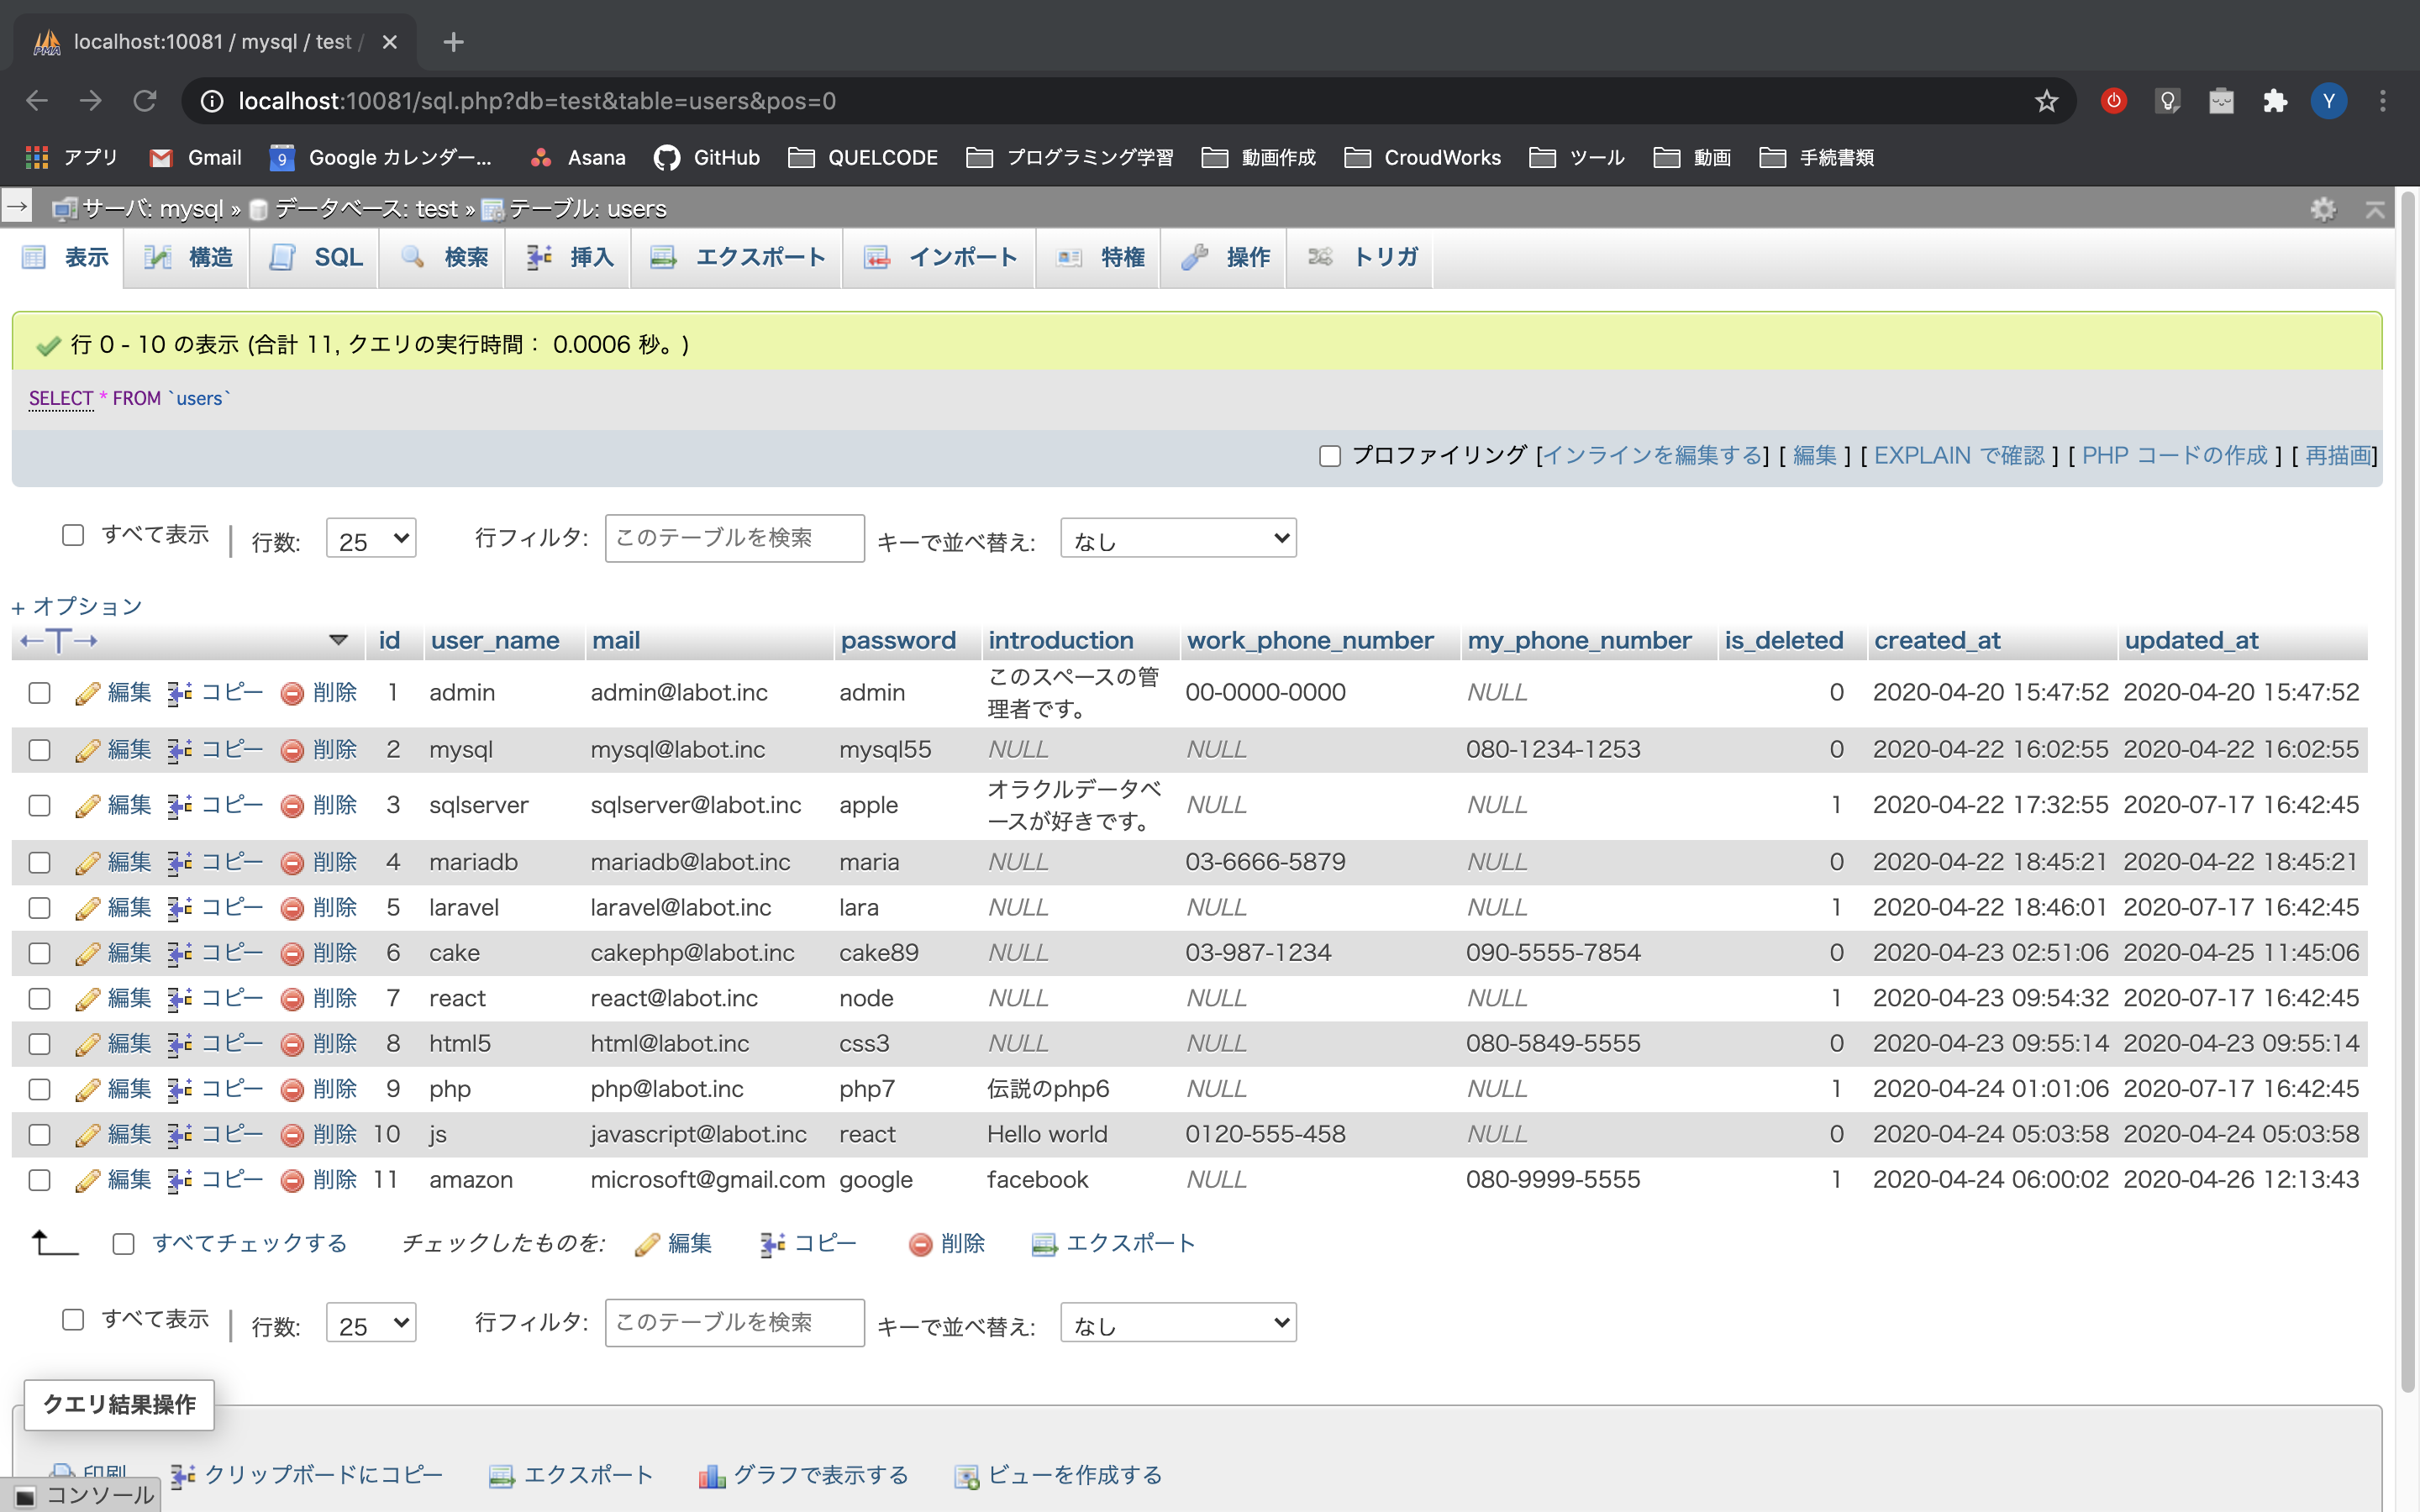 localhost:10081 / mysql / test /
localhost:10081/sql.php?db=test&table=users&pos=0
Y
アプリ Gmail 9 Google カレンダー... Asana GitHub QUELCODE プログラミング学習 動画作成 CroudWorks ツール 動画 手続書類
サーバ: mysql » データベース: test » テーブル: users
表示 構造 SQL 検索 挿入 エクスポート インポート 特権 操作 トリガ
行 0 - 10 の表示 (合計 11, クエリの実行時間： 0.0006 秒。)
SELECT * FROM `users`
プロファイリング [インラインを編集する] [ 編集 ] [ EXPLAIN で確認 ] [ PHP コードの作成 ] [ 再描画]
すべて表示 | 行数: 25 行フィルタ: このテーブルを検索 キーで並べ替え: なし
+ オプション
←T→ id user_name mail password introduction work_phone_number my_phone_number is_deleted created_at updated_at
編集 コピー 削除 1 admin admin@labot.inc admin このスペースの管 00-0000-0000 NULL 0 2020-04-20 15:47:52 2020-04-20 15:47:52
理者です。
編集 コピー 削除 2 mysql mysql@labot.inc mysql55 NULL NULL 080-1234-1253 0 2020-04-22 16:02:55 2020-04-22 16:02:55
編集 コピー 削除 3 sqlserver sqlserver@labot.inc apple オラクルデータベ NULL NULL 1 2020-04-22 17:32:55 2020-07-17 16:42:45
ースが好きです。
編集 コピー 削除 4 mariadb mariadb@labot.inc maria NULL 03-6666-5879 NULL 0 2020-04-22 18:45:21 2020-04-22 18:45:21
編集 コピー 削除 5 laravel laravel@labot.inc lara NULL NULL NULL 1 2020-04-22 18:46:01 2020-07-17 16:42:45
編集 コピー 削除 6 cake cakephp@labot.inc cake89 NULL 03-987-1234 090-5555-7854 0 2020-04-23 02:51:06 2020-04-25 11:45:06
編集 コピー 削除 7 react react@labot.inc node NULL NULL NULL 1 2020-04-23 09:54:32 2020-07-17 16:42:45
編集 コピー 削除 8 html5 html@labot.inc css3 NULL NULL 080-5849-5555 0 2020-04-23 09:55:14 2020-04-23 09:55:14
編集 コピー 削除 9 php php@labot.inc php7 伝説のphp6 NULL NULL 1 2020-04-24 01:01:06 2020-07-17 16:42:45
編集 コピー 削除 10 js javascript@labot.inc react Hello world 0120-555-458 NULL 0 2020-04-24 05:03:58 2020-04-24 05:03:58
編集 コピー 削除 11 amazon microsoft@gmail.com google facebook NULL 080-9999-5555 1 2020-04-24 06:00:02 2020-04-26 12:13:43
すべてチェックする チェックしたものを: 編集 コピー 削除 エクスポート
すべて表示 | 行数: 25 行フィルタ: このテーブルを検索 キーで並べ替え: なし
クエリ結果操作
印刷 クリップボードにコピー エクスポート グラフで表示する ビューを作成する
コンソール